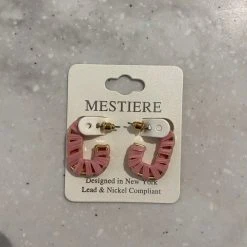 MESTIERE
Designed in New York
Lead & Nickel Compliant